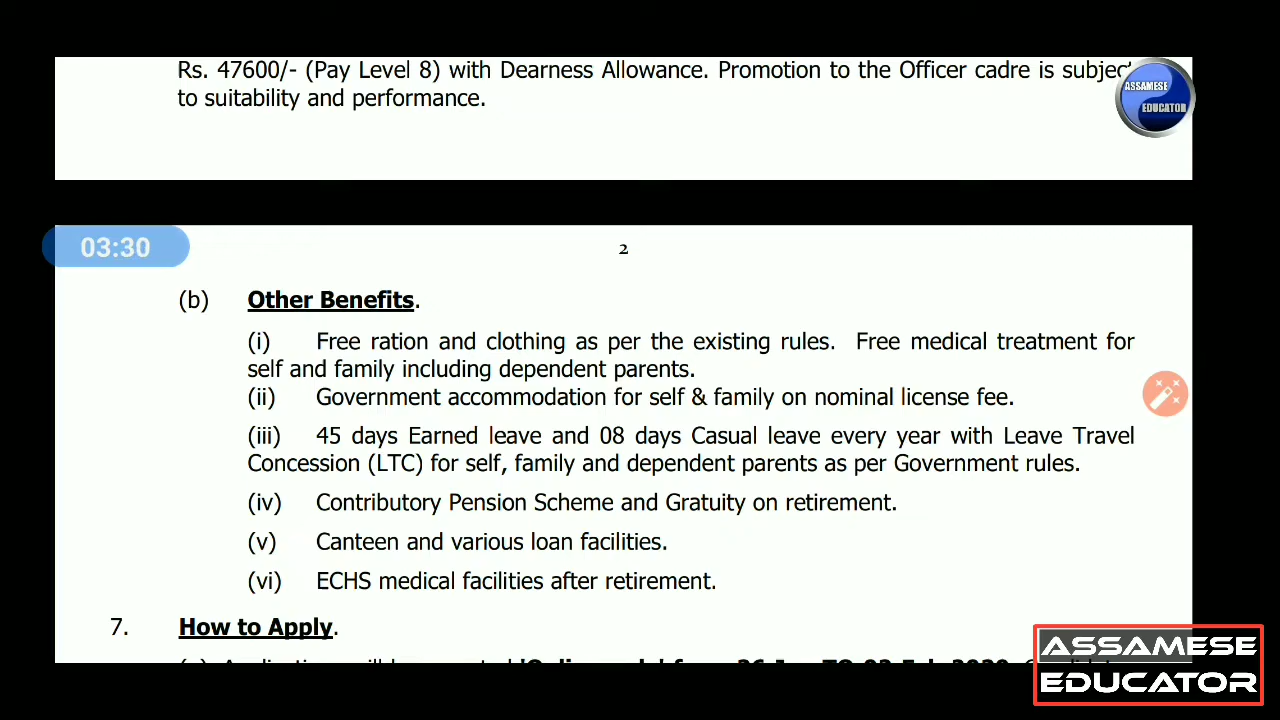 Rs. 47600/- (Pay Level 8) with Dearness Allowance. Promotion to the Officer cadre is subject
to suitability and performance.
ASSAMESE
EDUCATOR
03:30
2
(b) Other Benefits.
(i) Free ration and clothing as per the existing rules. Free medical treatment for
self and family including dependent parents.
(ii) Government accommodation for self & family on nominal license fee.
(iii) 45 days Earned leave and 08 days Casual leave every year with Leave Travel
Concession (LTC) for self, family and dependent parents as per Government rules.
(iv) Contributory Pension Scheme and Gratuity on retirement.
(v) Canteen and various loan facilities.
(vi) ECHS medical facilities after retirement.
7. How to Apply.
ASSAMESE
EDUCATOR